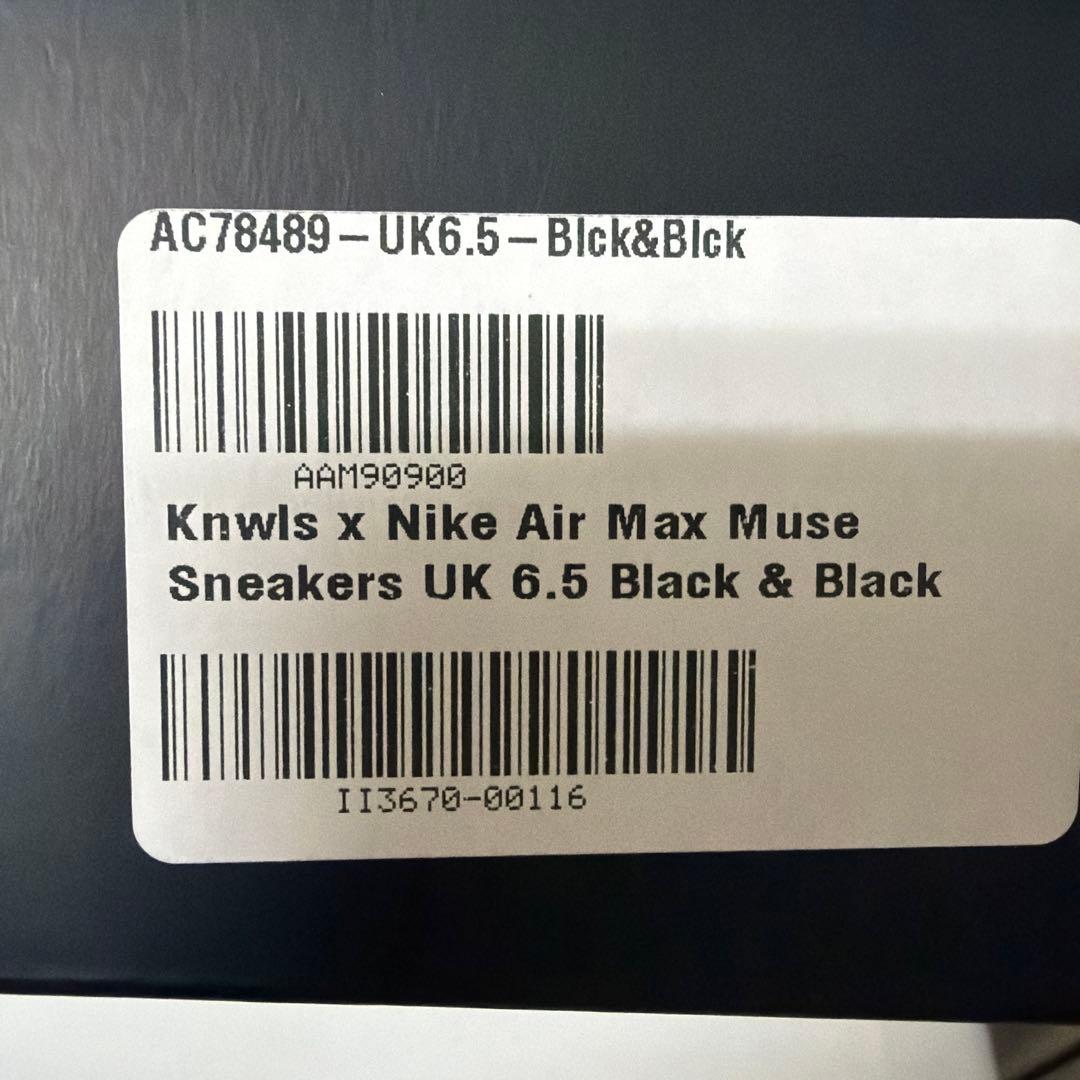 AC78489-UK6.5-Blck&Blck
AAM90900
Knwls x Nike Air Max Muse
Sneakers UK 6.5 Black & Black
II3670-00116